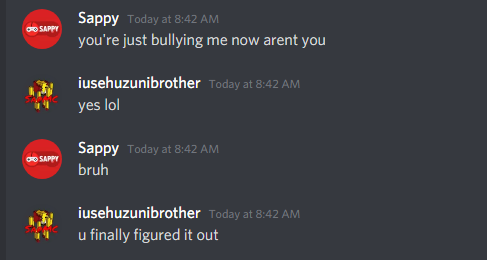 Sappy Today at 8:42 AM
you're just bullying me now arent you
iusehuzunibrother Today at 8:42 AM
yes lol
Sappy Today at 8:42 AM
bruh
iusehuzunibrother Today at 8:42 AM
u finally figured it out
SAPPY
SAPPY